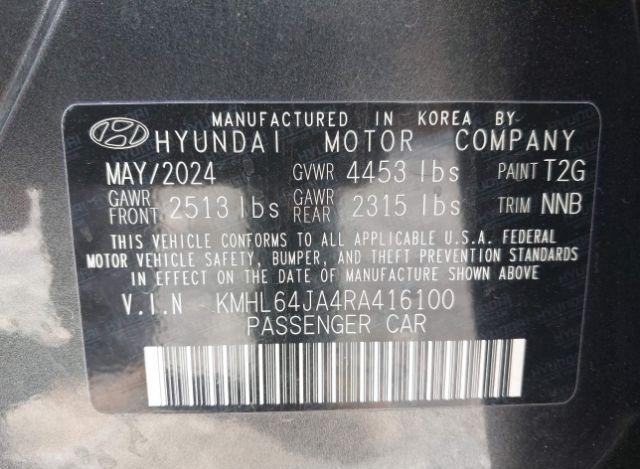 MANUFACTURED IN KOREA BY
HYUNDAI MOTOR COMPANY
MAY/2024 GVWR 4453 lbs PAINT T2G
GAWR FRONT 2513 lbs GAWR REAR 2315 lbs TRIM NNB
THIS VEHICLE CONFORMS TO ALL APPLICABLE U.S.A. FEDERAL
MOTOR VEHICLE SAFETY, BUMPER, AND THEFT PREVENTION STANDARDS
IN EFFECT ON THE DATE OF MANUFACTURE SHOWN ABOVE
V.I.N KMHL64JA4RA416100
PASSENGER CAR